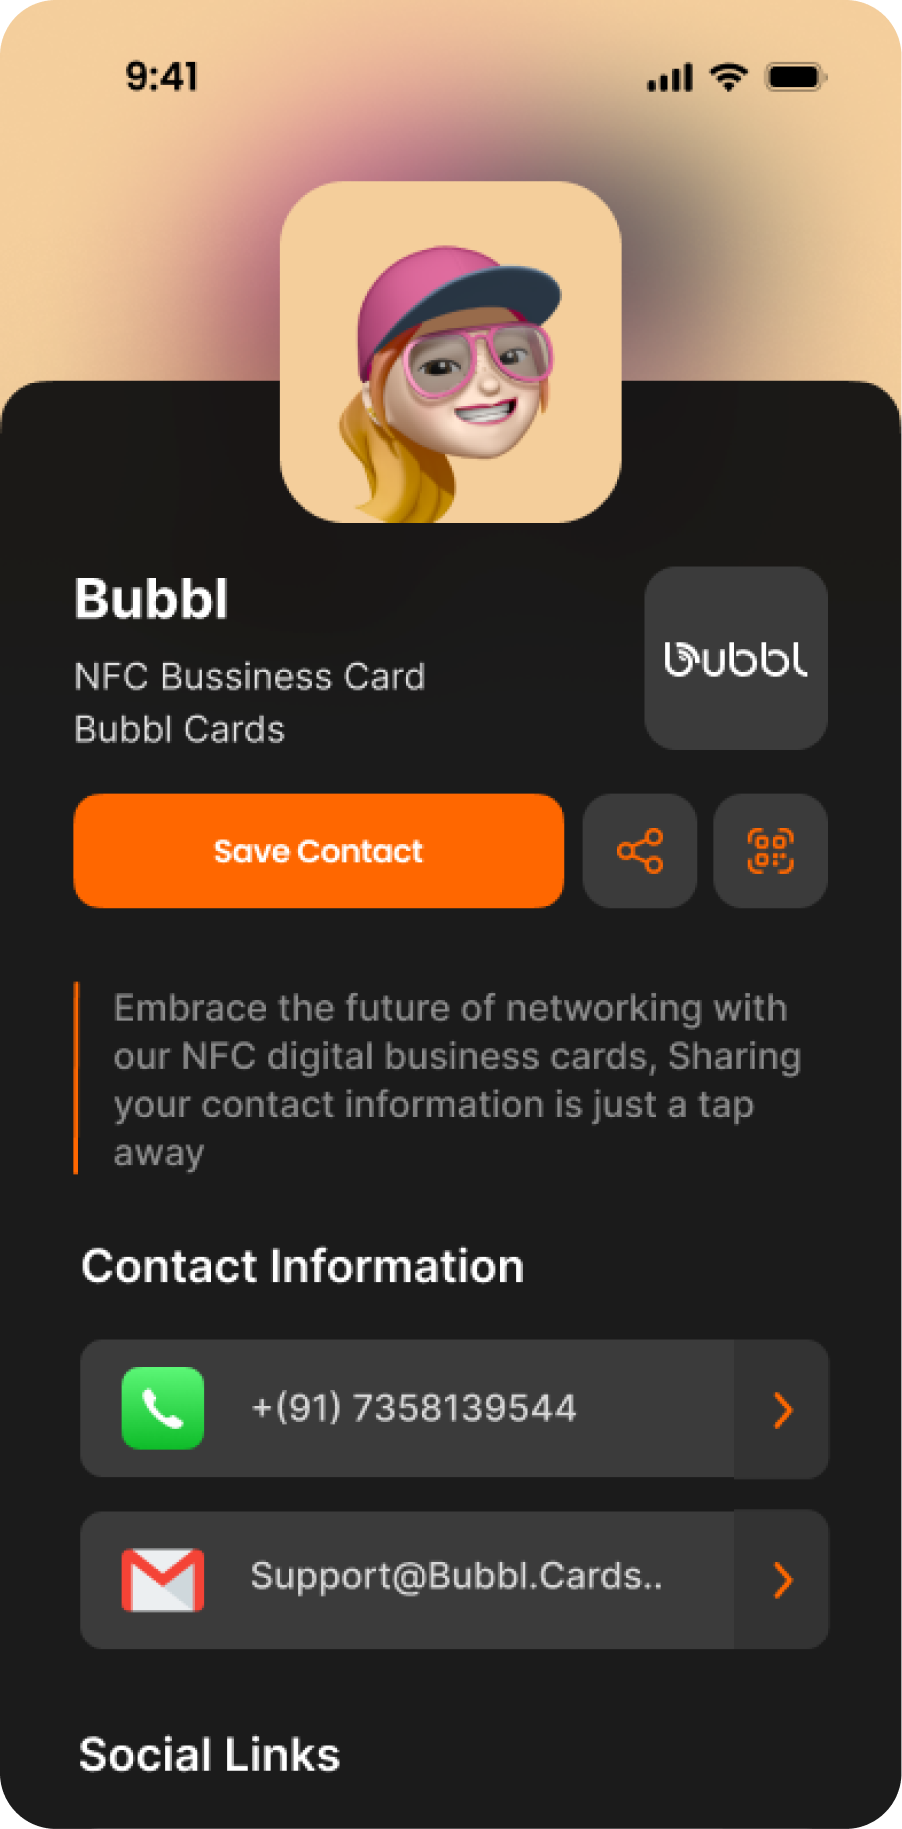 9:41
Bubbl
NFC Bussiness Card
Bubbl Cards
bubbl
Save Contact
Embrace the future of networking with
our NFC digital business cards, Sharing
your contact information is just a tap
away
Contact Information
+(91) 7358139544
Support@Bubbl.Cards..
Social Links